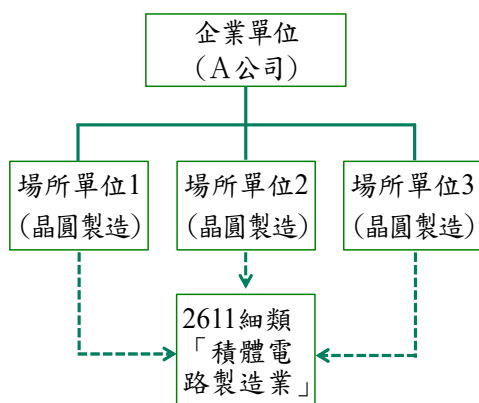 企業單位
(A公司)
場所單位1
(晶圓製造)
場所單位2
(晶圓製造)
場所單位3
(晶圓製造)
2611細類
「積體電
路製造業」